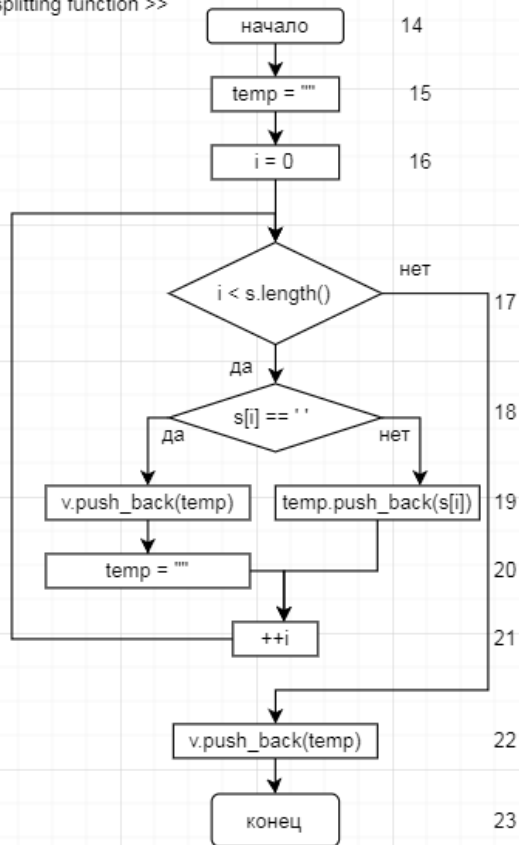 splitting function >>
начало 14
temp = "" 15
i = 0 16
нет
i < s.length() 17
да
s[i] == ' ' 18
да нет
v.push_back(temp) temp.push_back(s[i]) 19
temp = "" 20
++i 21
v.push_back(temp) 22
конец 23